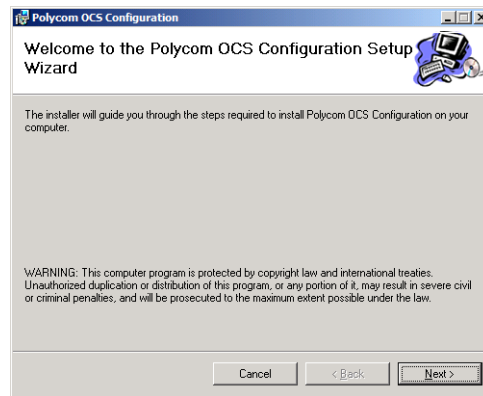 Polycom OCS Configuration
Welcome to the Polycom OCS Configuration Setup
Wizard
The installer will guide you through the steps required to install Polycom OCS Configuration on your
computer.
WARNING: This computer program is protected by copyright law and international treaties.
Unauthorized duplication or distribution of this program, or any portion of it, may result in severe civil
or criminal penalties, and will be prosecuted to the maximum extent possible under the law.
Cancel < Back Next >